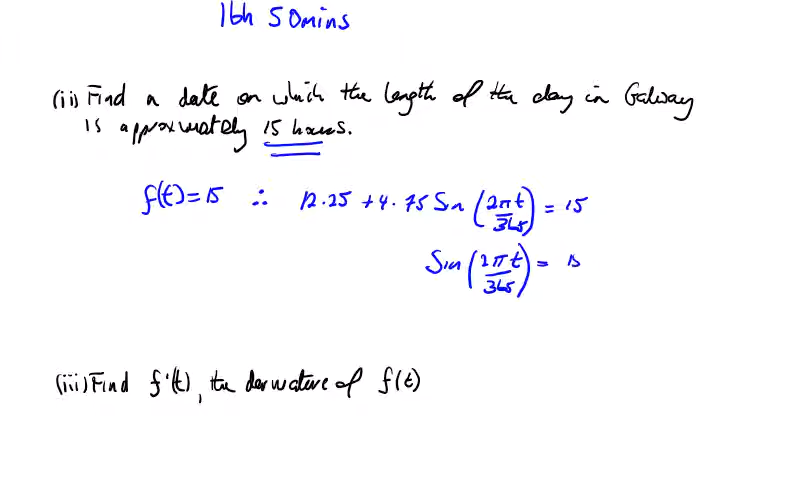 16h 50mins
(ii) Find a date on which the length of the day in Galway
is approximately 15 hours.
f(t) = 15 ∴ 12.25 + 4.75 Sin (2πt/365) = 15
Sin (2πt/365) = 15
(iii) Find f'(t), the derivative of f(t)